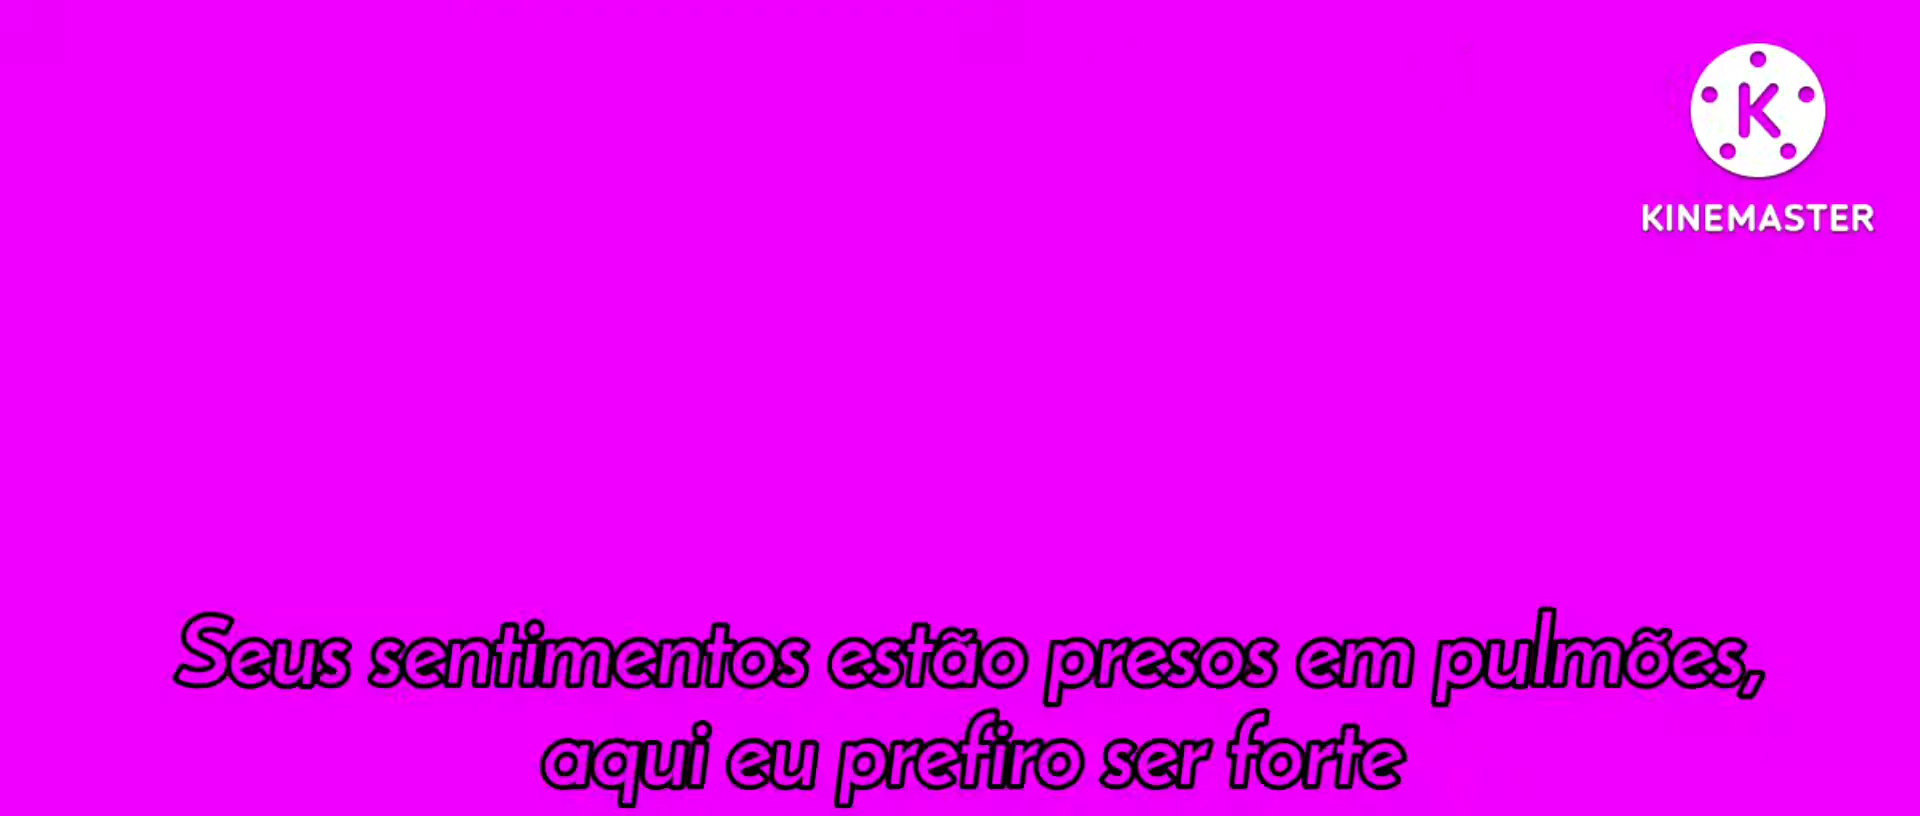 K
KINEMASTER
Seus sentimentos estão presos em pulmões,
aqui eu prefiro ser forte